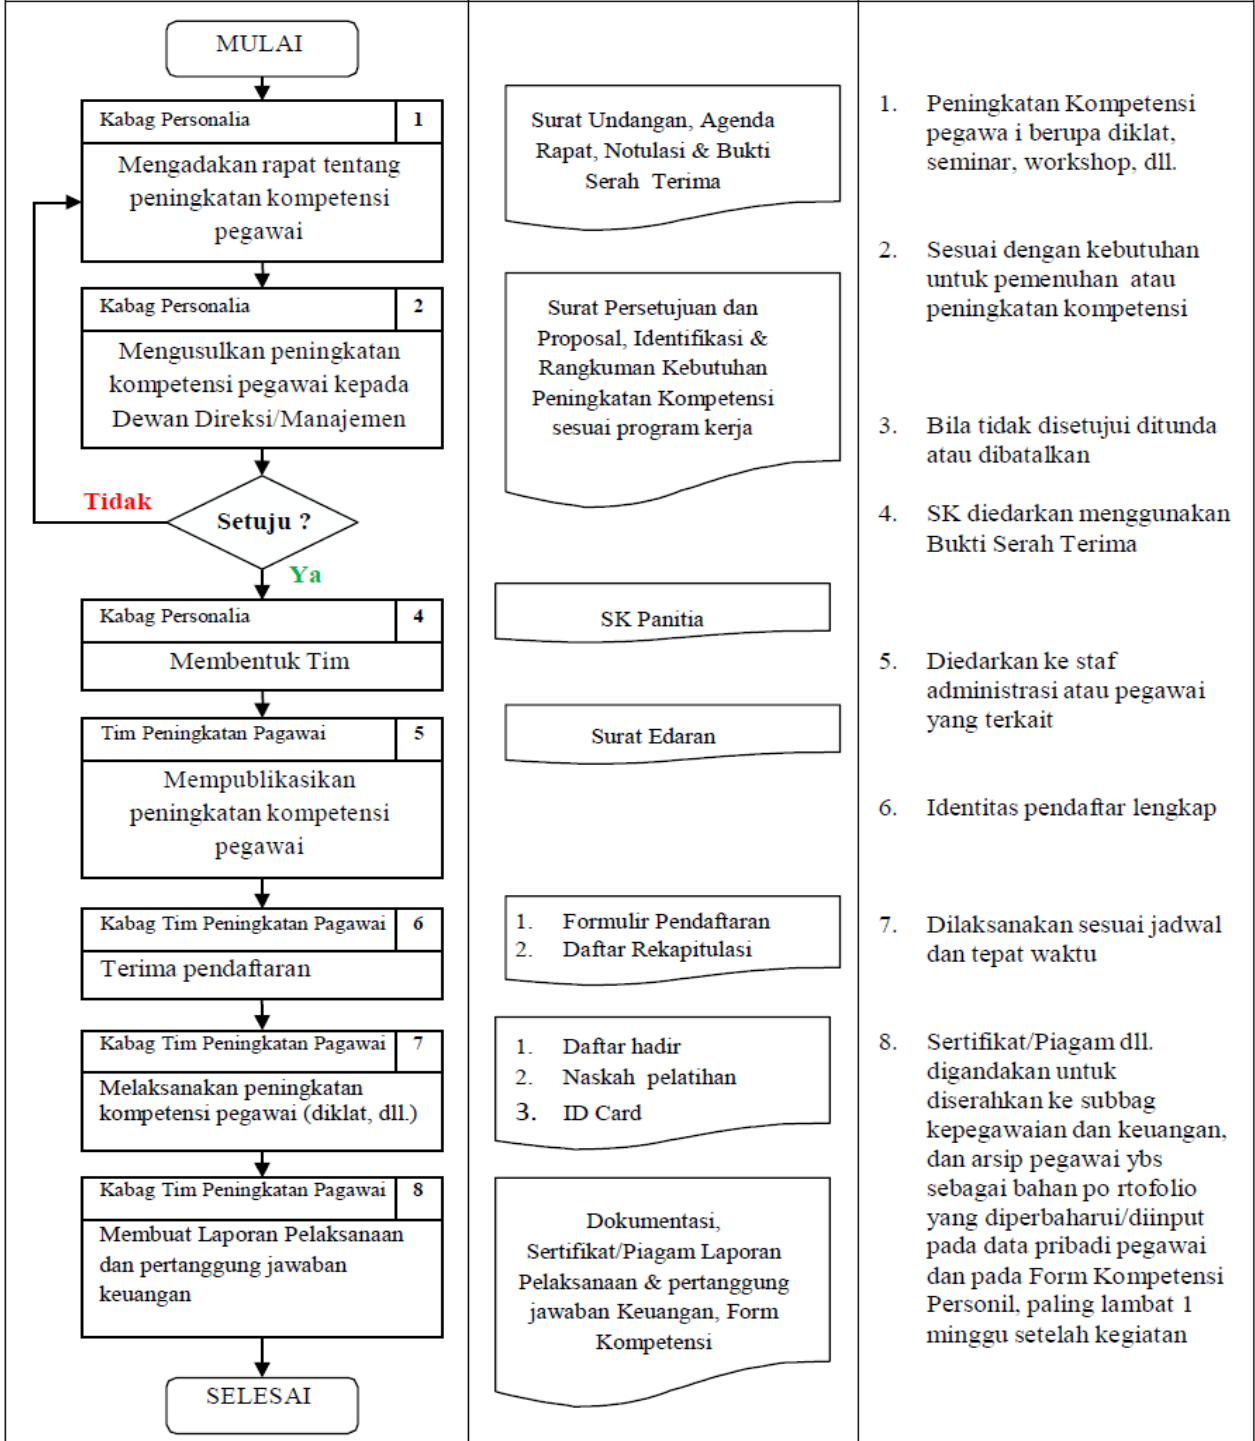 MULAI
Kabag Personalia 1
Mengadakan rapat tentang
peningkatan kompetensi
pegawai
Kabag Personalia 2
Mengusulkan peningkatan
kompetensi pegawai kepada
Dewan Direksi/Manajemen
Tidak
Setuju ?
Ya
Kabag Personalia 4
Membentuk Tim
Tim Peningkatan Pagawai 5
Mempublikasikan
peningkatan kompetensi
pegawai
Kabag Tim Peningkatan Pagawai 6
Terima pendaftaran
Kabag Tim Peningkatan Pagawai 7
Melaksanakan peningkatan
kompetensi pegawai (diklat, dll.)
Kabag Tim Peningkatan Pagawai 8
Membuat Laporan Pelaksanaan
dan pertanggung jawaban
keuangan
SELESAI
Surat Undangan, Agenda
Rapat, Notulasi & Bukti
Serah Terima
Surat Persetujuan dan
Proposal, Identifikasi &
Rangkuman Kebutuhan
Peningkatan Kompetensi
sesuai program kerja
SK Panitia
Surat Edaran
1. Formulir Pendaftaran
2. Daftar Rekapitulasi
1. Daftar hadir
2. Naskah pelatihan
3. ID Card
Dokumentasi,
Sertifikat/Piagam Laporan
Pelaksanaan & pertanggung
jawaban Keuangan, Form
Kompetensi
1. Peningkatan Kompetensi
pegawa i berupa diklat,
seminar, workshop, dll.
2. Sesuai dengan kebutuhan
untuk pemenuhan atau
peningkatan kompetensi
3. Bila tidak disetujui ditunda
atau dibatalkan
4. SK diedarkan menggunakan
Bukti Serah Terima
5. Diedarkan ke staf
administrasi atau pegawai
yang terkait
6. Identitas pendaftar lengkap
7. Dilaksanakan sesuai jadwal
dan tepat waktu
8. Sertifikat/Piagam dll.
digandakan untuk
diserahkan ke subbag
kepegawaian dan keuangan,
dan arsip pegawai ybs
sebagai bahan po rtofolio
yang diperbaharui/diinput
pada data pribadi pegawai
dan pada Form Kompetensi
Personil, paling lambat 1
minggu setelah kegiatan